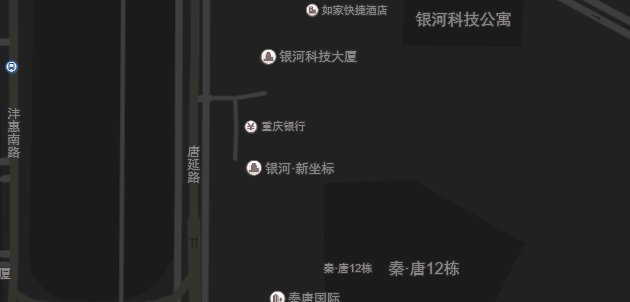 如家快捷酒店
银河科技公寓
银河科技大厦
沣惠南路
重庆银行
唐延路
银河·新坐标
厦
秦·唐12栋
秦·唐12栋
秦唐国际